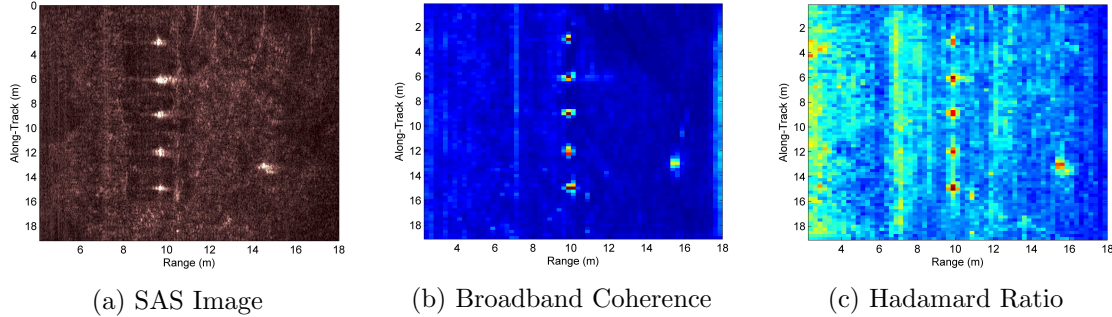 0
2
4
6
8
10
12
14
16
18
Along-Track (m)
6 8 10 12 14 16 18
Range (m)
2
4
6
8
10
12
14
16
18
Along-Track (m)
4 6 8 10 12 14 16 18
Range (m)
2
4
6
8
10
12
14
16
18
Along-Track (m)
4 6 8 10 12 14 16 18
Range (m)
(a) SAS Image
(b) Broadband Coherence
(c) Hadamard Ratio